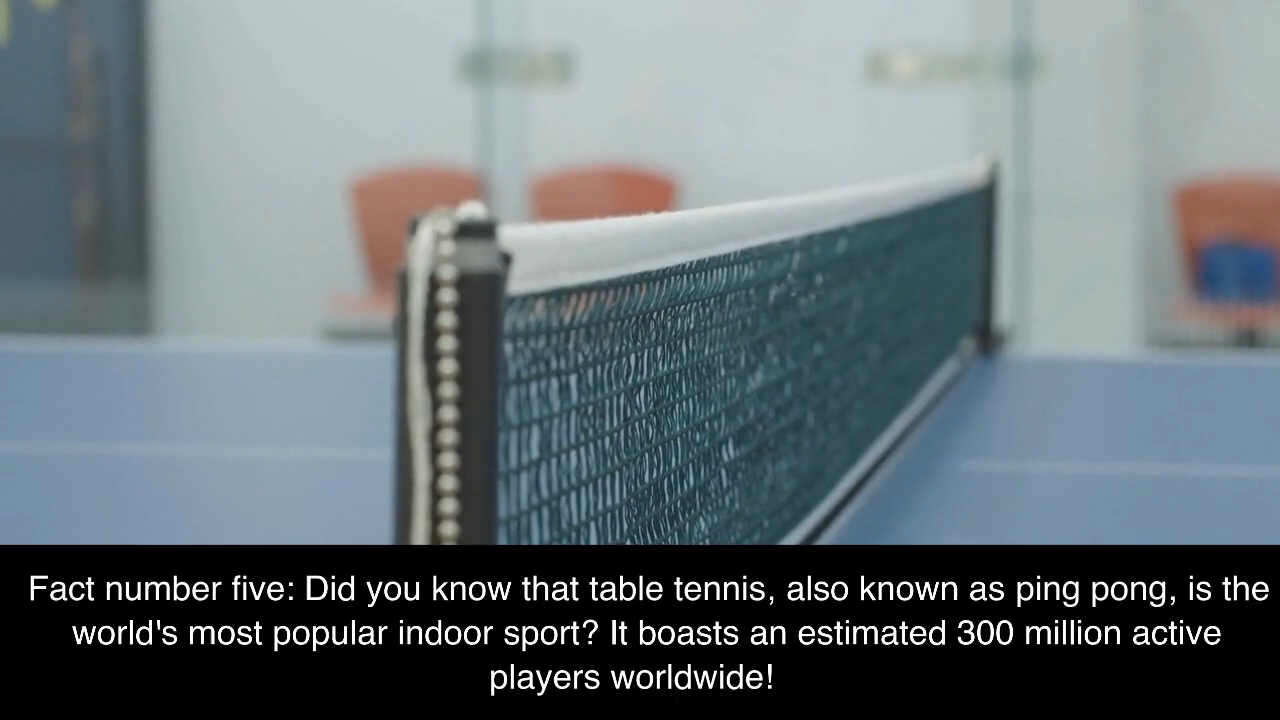 Fact number five: Did you know that table tennis, also known as ping pong, is the
world's most popular indoor sport? It boasts an estimated 300 million active
players worldwide!